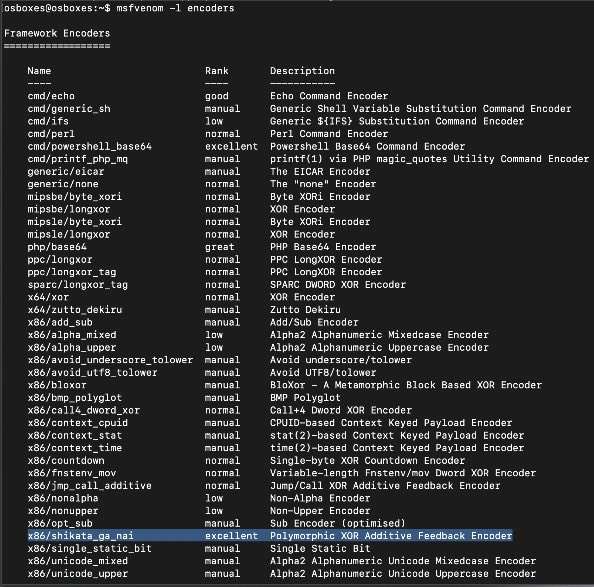 osboxes@osboxes:~$ msfvenom -l encoders
Framework Encoders
==================
Name Rank Description
---- ---- -----------
cmd/echo good Echo Command Encoder
cmd/generic_sh manual Generic Shell Variable Substitution Command Encoder
cmd/ifs low Generic ${IFS} Substitution Command Encoder
cmd/perl normal Perl Command Encoder
cmd/powershell_base64 excellent Powershell Base64 Command Encoder
cmd/printf_php_mq manual printf(1) via PHP magic_quotes Utility Command Encoder
generic/eicar manual The EICAR Encoder
generic/none normal The "none" Encoder
mipsbe/byte_xori normal Byte XORi Encoder
mipsbe/longxor normal XOR Encoder
mipsle/byte_xori normal Byte XORi Encoder
mipsle/longxor normal XOR Encoder
php/base64 great PHP Base64 Encoder
ppc/longxor normal PPC LongXOR Encoder
ppc/longxor_tag normal PPC LongXOR Encoder
sparc/longxor_tag normal SPARC DWORD XOR Encoder
x64/xor normal XOR Encoder
x64/zutto_dekiru manual Zutto Dekiru
x86/add_sub manual Add/Sub Encoder
x86/alpha_mixed low Alpha2 Alphanumeric Mixedcase Encoder
x86/alpha_upper low Alpha2 Alphanumeric Uppercase Encoder
x86/avoid_underscore_tolower manual Avoid underscore/tolower
x86/avoid_utf8_tolower manual Avoid UTF8/tolower
x86/bloxor manual BloXor - A Metamorphic Block Based XOR Encoder
x86/bmp_polyglot manual BMP Polyglot
x86/call4_dword_xor normal Call+4 Dword XOR Encoder
x86/context_cpuid manual CPUID-based Context Keyed Payload Encoder
x86/context_stat manual stat(2)-based Context Keyed Payload Encoder
x86/context_time manual time(2)-based Context Keyed Payload Encoder
x86/countdown normal Single-byte XOR Countdown Encoder
x86/fnstenv_mov normal Variable-length Fnstenv/mov Dword XOR Encoder
x86/jmp_call_additive normal Jump/Call XOR Additive Feedback Encoder
x86/nonalpha low Non-Alpha Encoder
x86/nonupper low Non-Upper Encoder
x86/opt_sub manual Sub Encoder (optimised)
x86/shikata_ga_nai excellent Polymorphic XOR Additive Feedback Encoder
x86/single_static_bit manual Single Static Bit
x86/unicode_mixed manual Alpha2 Alphanumeric Unicode Mixedcase Encoder
x86/unicode_upper manual Alpha2 Alphanumeric Unicode Uppercase Encoder